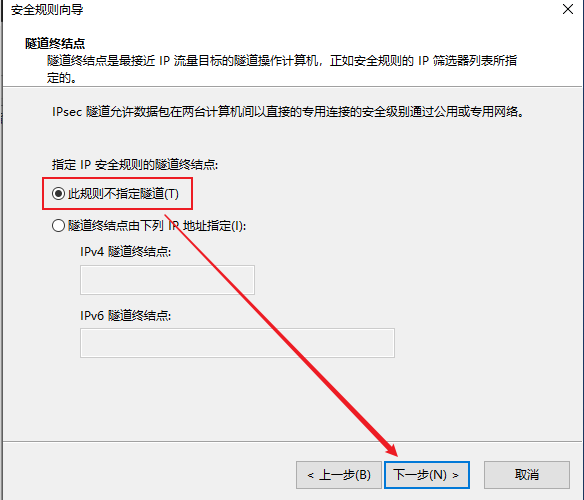 安全规则向导
隧道终结点
隧道终结点是最接近 IP 流量目标的隧道操作计算机，正如安全规则的 IP 筛选器列表所指
定的。
IPsec 隧道允许数据包在两台计算机间以直接的专用连接的安全级别通过公用或专用网络。
指定 IP 安全规则的隧道终结点:
此规则不指定隧道(T)
隧道终结点由下列 IP 地址指定(I):
IPv4 隧道终结点:
IPv6 隧道终结点:
< 上一步(B)
下一步(N) >
取消